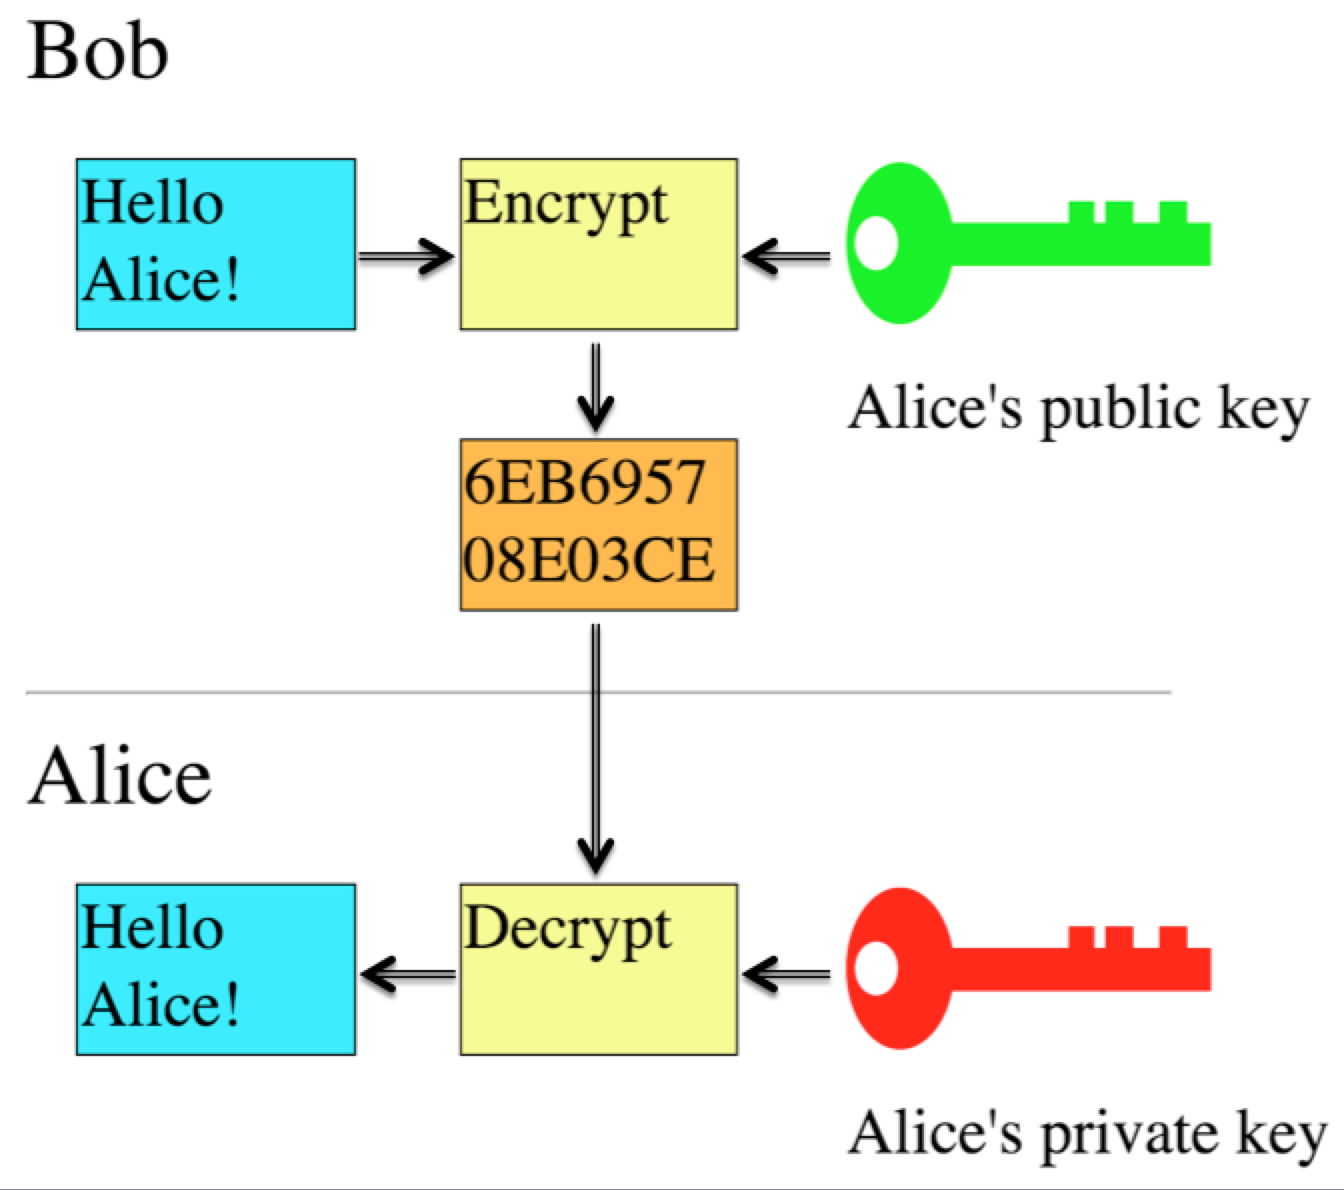 Bob
Hello
Alice!
Encrypt
Alice's public key
6EB6957
08E03CE
Alice
Hello
Alice!
Decrypt
Alice's private key